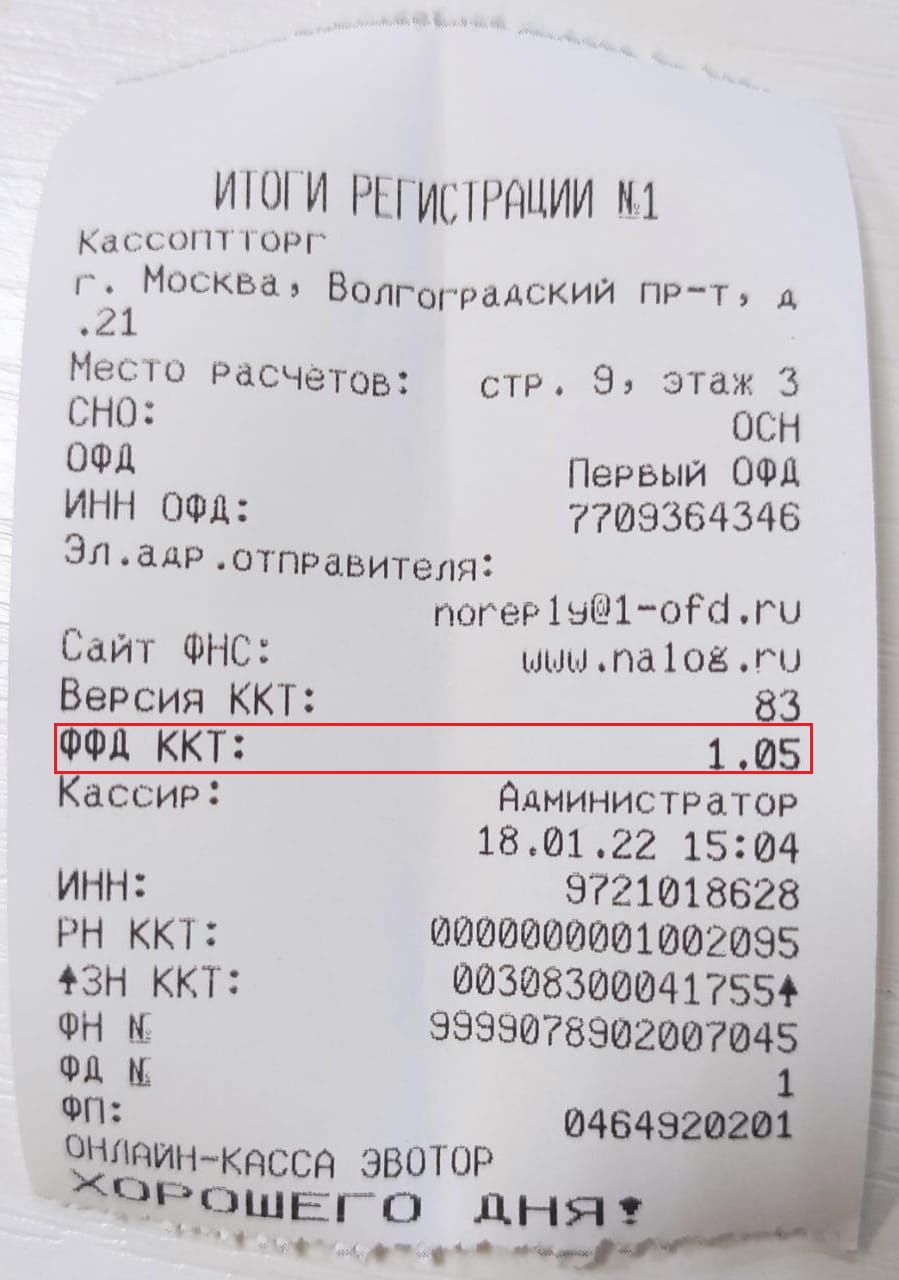 ИТОГИ РЕГИСТРАЦИИ №1
Кассоптторг
г. Москва, Волгоградский пр-т, д
.21
Место расчётов: стр. 9, этаж 3
СНО: ОСН
ОФД Первый ОФД
ИНН ОФД: 7709364346
Эл.адр.отправителя:
noreply@1-ofd.ru
Сайт ФНС: www.nalog.ru
Версия ККТ: 83
ФФД ККТ: 1.05
Кассир: Администратор
18.01.22 15:04
ИНН: 9721018628
РН ККТ: 0000000001002095
↑ЗН ККТ: 00308300041755↑
ФН № 9999078902007045
ФД № 1
ФП: 0464920201
ОНЛАЙН-КАССА ЭВОТОР
ХОРОШЕГО ДНЯ!